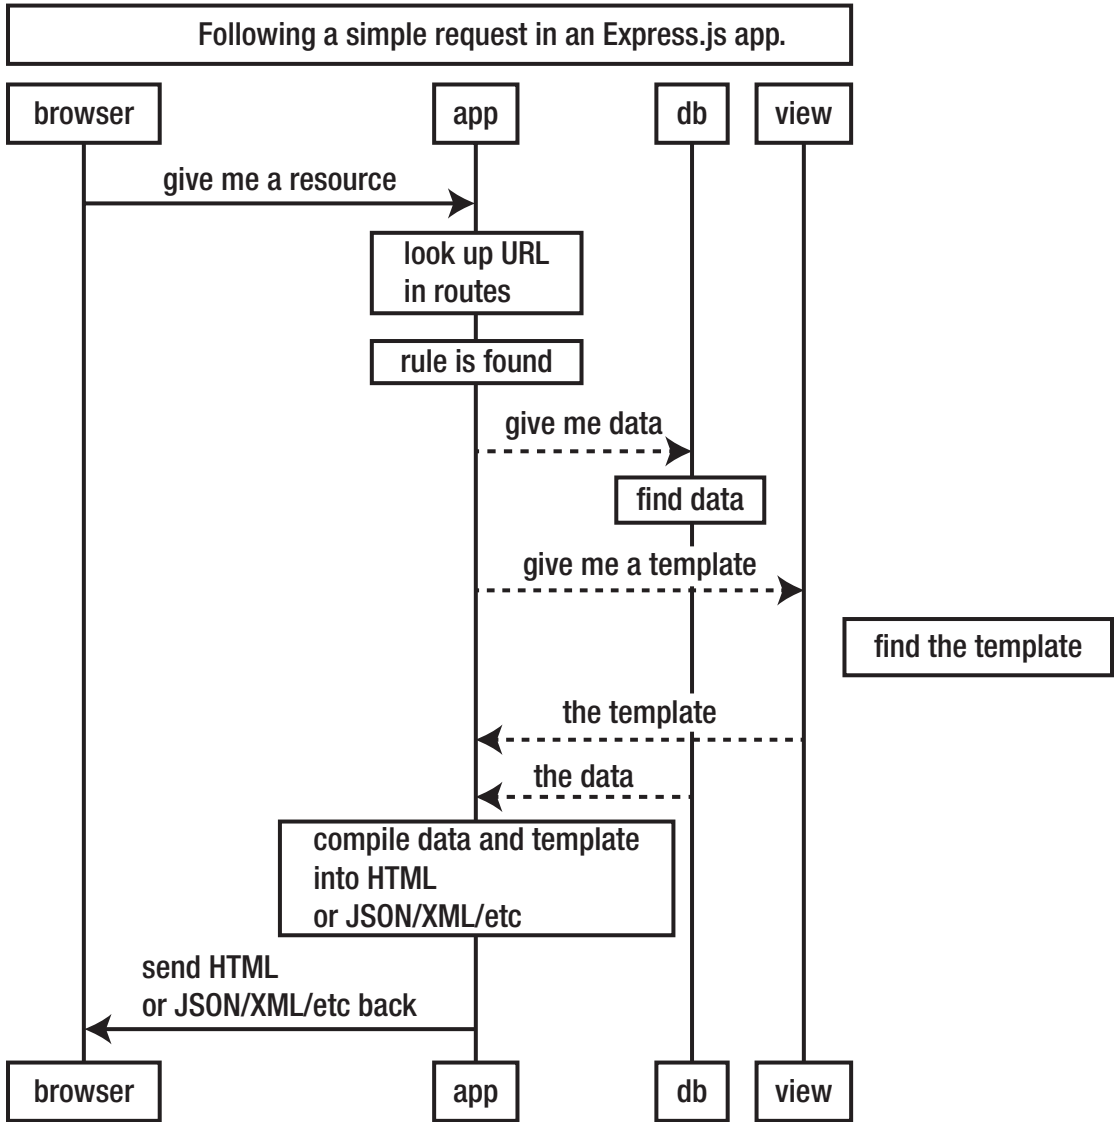 Following a simple request in an Express.js app.
browser
app
db
view
give me a resource
look up URL
in routes
rule is found
give me data
find data
give me a template
find the template
the template
the data
compile data and template
into HTML
or JSON/XML/etc
send HTML
or JSON/XML/etc back
browser
app
db
view